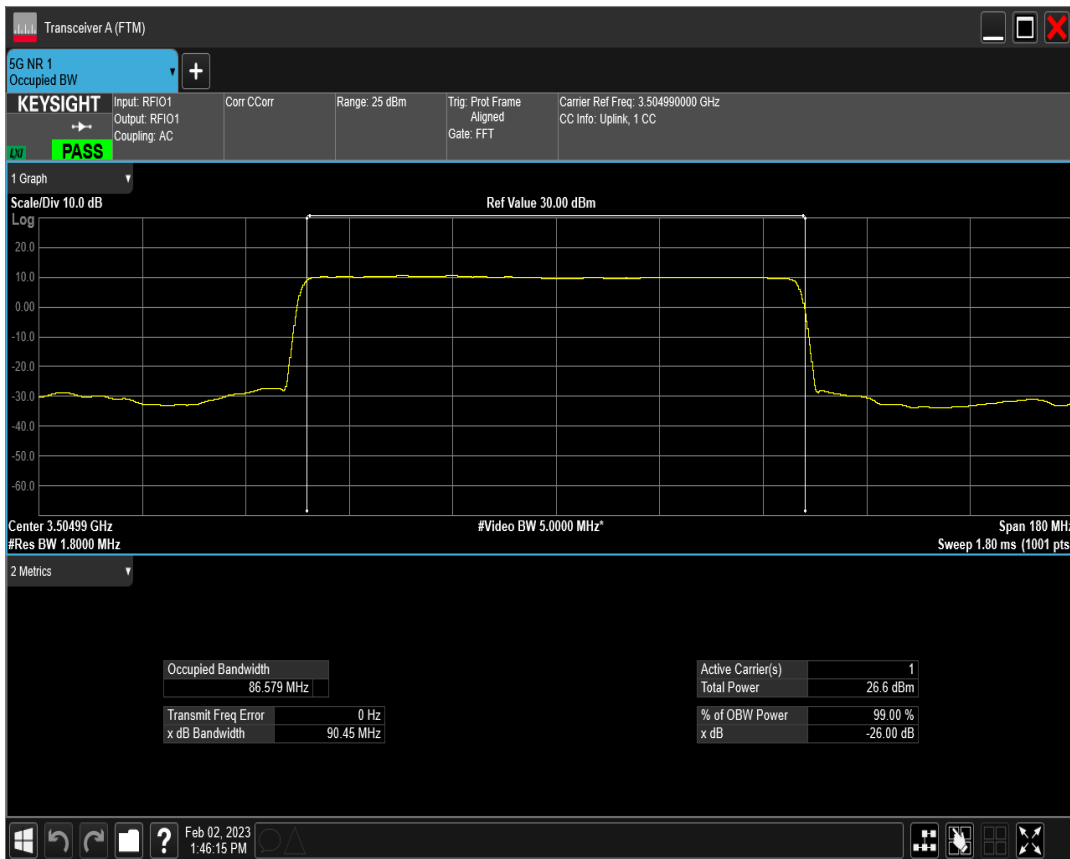 Transceiver A (FTM)
5G NR 1
Occupied BW
+
KEYSIGHT
LXI
PASS
Input: RFIO1
Output: RFIO1
Coupling: AC
Corr CCorr
Range: 25 dBm
Trig: Prot Frame
Aligned
Gate: FFT
Carrier Ref Freq: 3.504990000 GHz
CC Info: Uplink, 1 CC
1 Graph
Scale/Div 10.0 dB
Ref Value 30.00 dBm
Log
20.0
10.0
0.00
-10.0
-20.0
-30.0
-40.0
-50.0
-60.0
Center 3.50499 GHz
#Video BW 5.0000 MHz*
Span 180 MHz
#Res BW 1.8000 MHz
Sweep 1.80 ms (1001 pts
2 Metrics
Occupied Bandwidth
86.579 MHz
Transmit Freq Error 0 Hz
x dB Bandwidth 90.45 MHz
Active Carrier(s) 1
Total Power 26.6 dBm
% of OBW Power 99.00 %
x dB -26.00 dB
?
Feb 02, 2023
1:46:15 PM